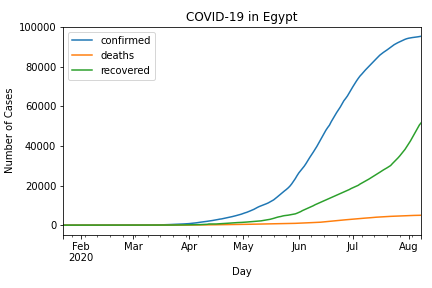 COVID-19 in Egypt
confirmed
deaths
recovered
Number of Cases
100000
80000
60000
40000
20000
0
Feb
2020
Mar
Apr
May
Jun
Jul
Aug
Day